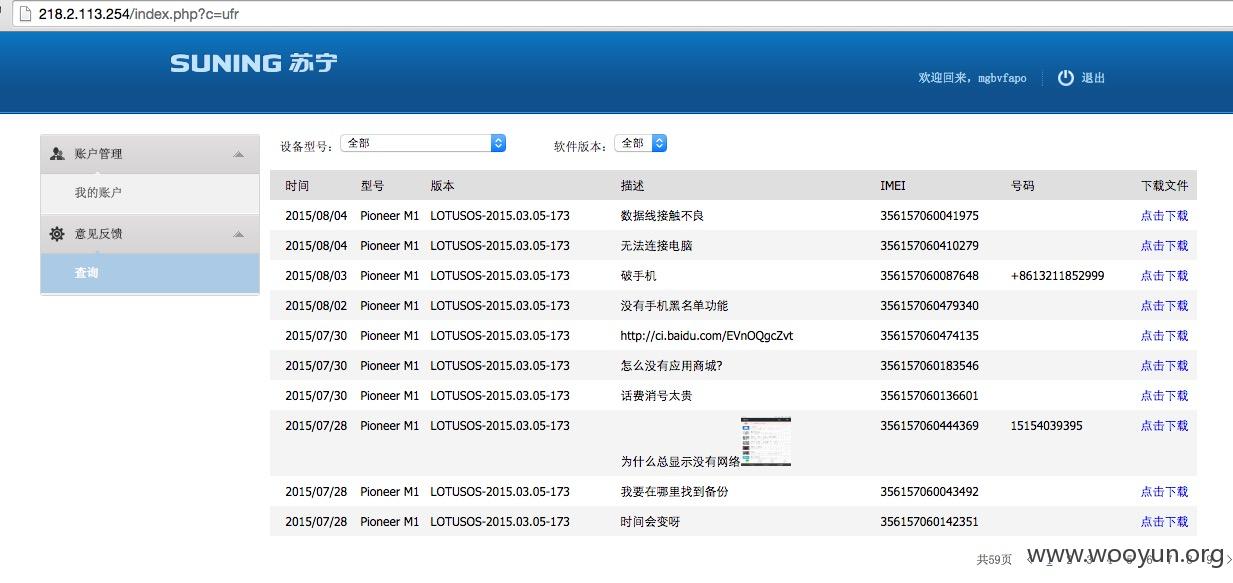 218.2.113.254/index.php?c=ufr
SUNING 苏宁
欢迎回来，mgbvfapo 退出
账户管理
我的账户
意见反馈
查询
设备型号： 全部 软件版本： 全部
时间 型号 版本 描述 IMEI 号码 下载文件
2015/08/04 Pioneer M1 LOTUSOS-2015.03.05-173 数据线接触不良 356157060041975 点击下载
2015/08/04 Pioneer M1 LOTUSOS-2015.03.05-173 无法连接电脑 356157060410279 点击下载
2015/08/03 Pioneer M1 LOTUSOS-2015.03.05-173 破手机 356157060087648 +8613211852999 点击下载
2015/08/02 Pioneer M1 LOTUSOS-2015.03.05-173 没有手机黑名单功能 356157060479340 点击下载
2015/07/30 Pioneer M1 LOTUSOS-2015.03.05-173 http://ci.baidu.com/EVnOQgcZvt 356157060474135 点击下载
2015/07/30 Pioneer M1 LOTUSOS-2015.03.05-173 怎么没有应用商城? 356157060183546 点击下载
2015/07/30 Pioneer M1 LOTUSOS-2015.03.05-173 话费消号太贵 356157060136601 点击下载
2015/07/28 Pioneer M1 LOTUSOS-2015.03.05-173 为什么总显示没有网络 356157060444369 15154039395 点击下载
2015/07/28 Pioneer M1 LOTUSOS-2015.03.05-173 我要在哪里找到备份 356157060043492 点击下载
2015/07/28 Pioneer M1 LOTUSOS-2015.03.05-173 时间会变呀 356157060142351 点击下载
共59页
www.wooyun.org